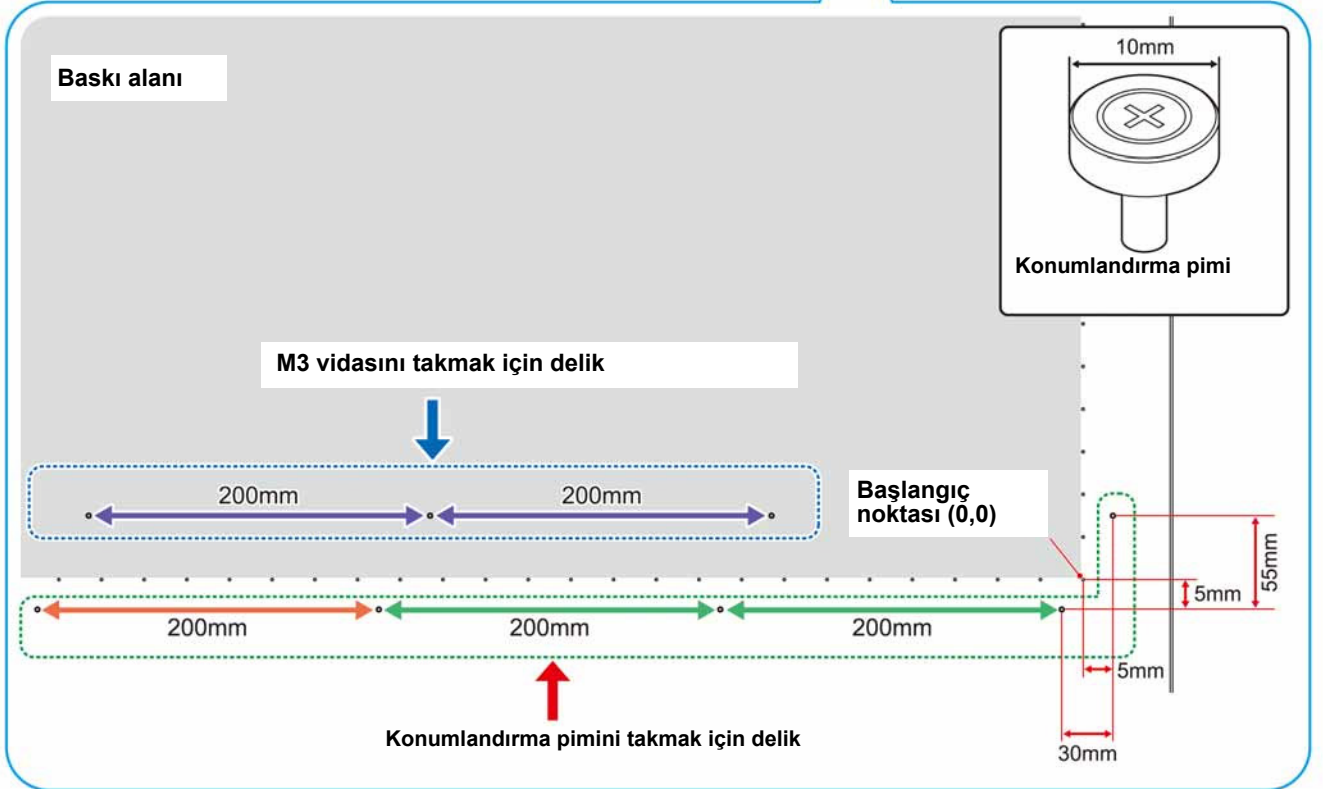 Baskı alanı
10mm
Konumlandırma pimi
M3 vidasını takmak için delik
200mm
200mm
Başlangıç
noktası (0,0)
55mm
5mm
200mm
200mm
200mm
5mm
Konumlandırma pimini takmak için delik
30mm